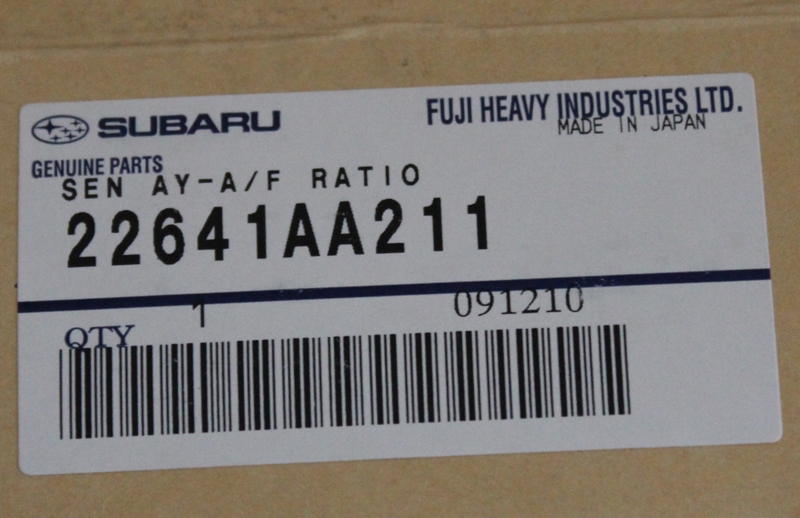 SUBARU
FUJI HEAVY INDUSTRIES LTD.
MADE IN JAPAN
GENUINE PARTS
SEN AY-A/F RATIO
22641AA211
QTY 1 091210